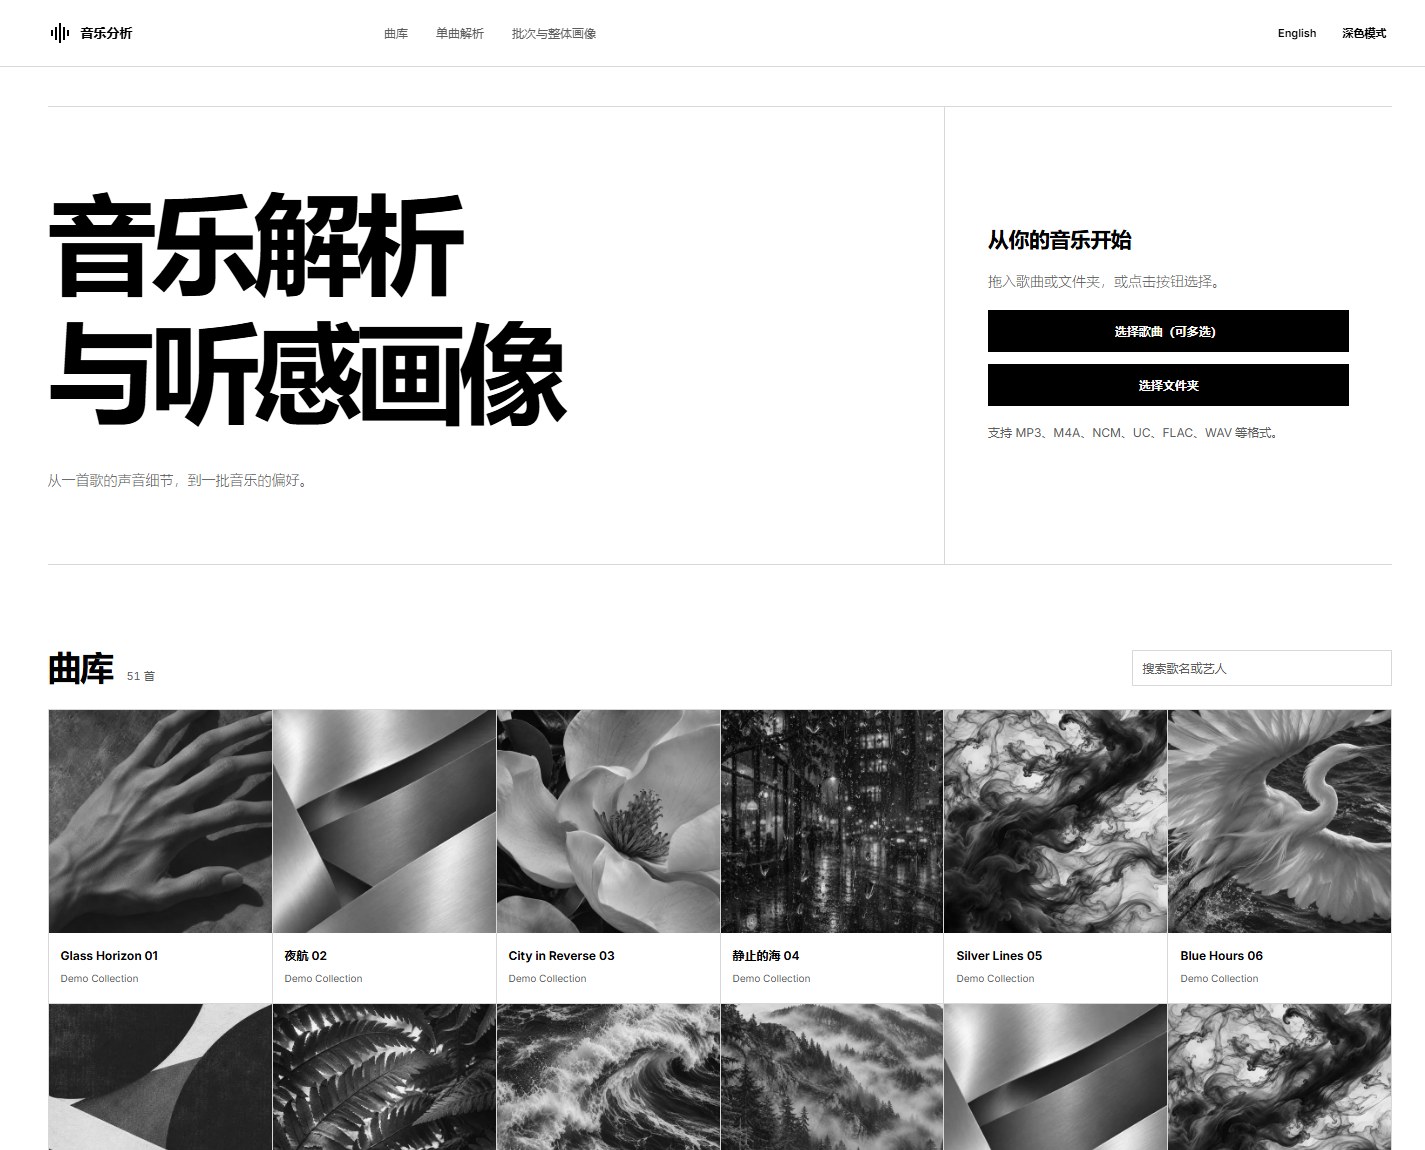 音乐分析
曲库
单曲解析
批次与整体画像
English
深色模式
音乐解析
与听感画像
从一首歌的声音细节，到一批音乐的偏好。
从你的音乐开始
拖入歌曲或文件夹，或点击按钮选择。
选择歌曲（可多选）
选择文件夹
支持 MP3、M4A、NCM、UC、FLAC、WAV 等格式。
曲库
51 首
搜索歌名或艺人
Glass Horizon 01
Demo Collection
夜航 02
Demo Collection
City in Reverse 03
Demo Collection
静止的海 04
Demo Collection
Silver Lines 05
Demo Collection
Blue Hours 06
Demo Collection